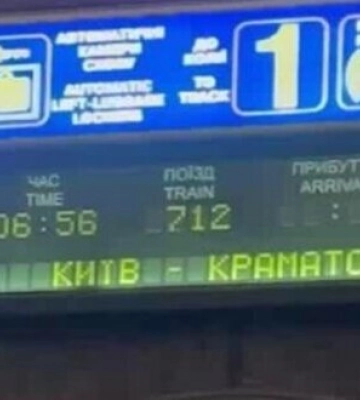 АВТОМАТИЧНІ
КАМЕРИ
СХОВУ
AUTOMATIC
LEFT-LUGGAGE
LOCKERS
ДО
КОЛІЇ
TO
TRACK
1
ЧАС
TIME
06:56
ПОЇЗД
TRAIN
712
ПРИБУТ
ARRIVA
:
КИЇВ - КРАМАТО